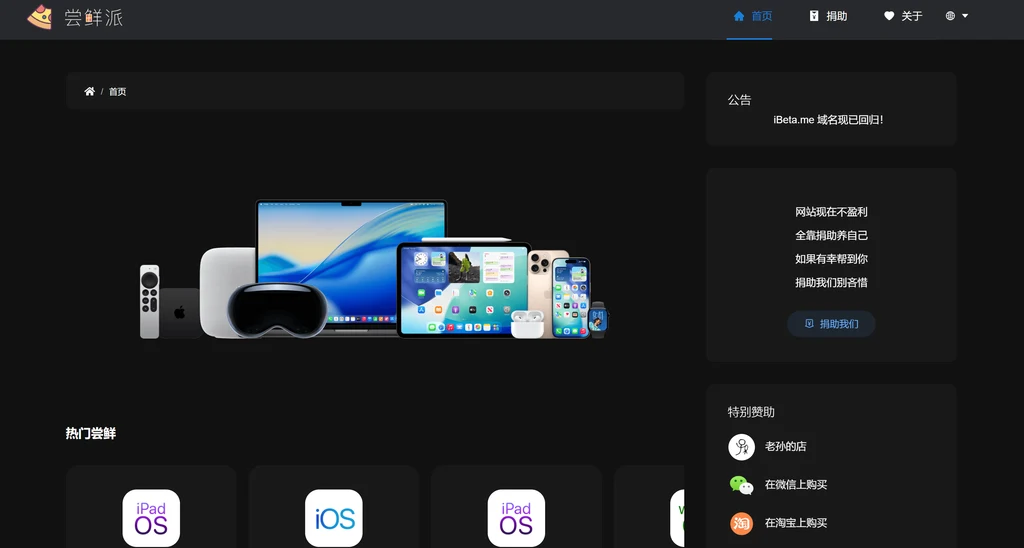 尝鲜派
首页
捐助
关于
/ 首页
公告
iBeta.me 域名现已回归！
网站现在不盈利
全靠捐助养自己
如果有幸帮到你
捐助我们别吝惜
捐助我们
特别赞助
老孙的店
在微信上购买
淘
在淘宝上购买
热门尝鲜
iPad
OS
iOS
iPad
OS